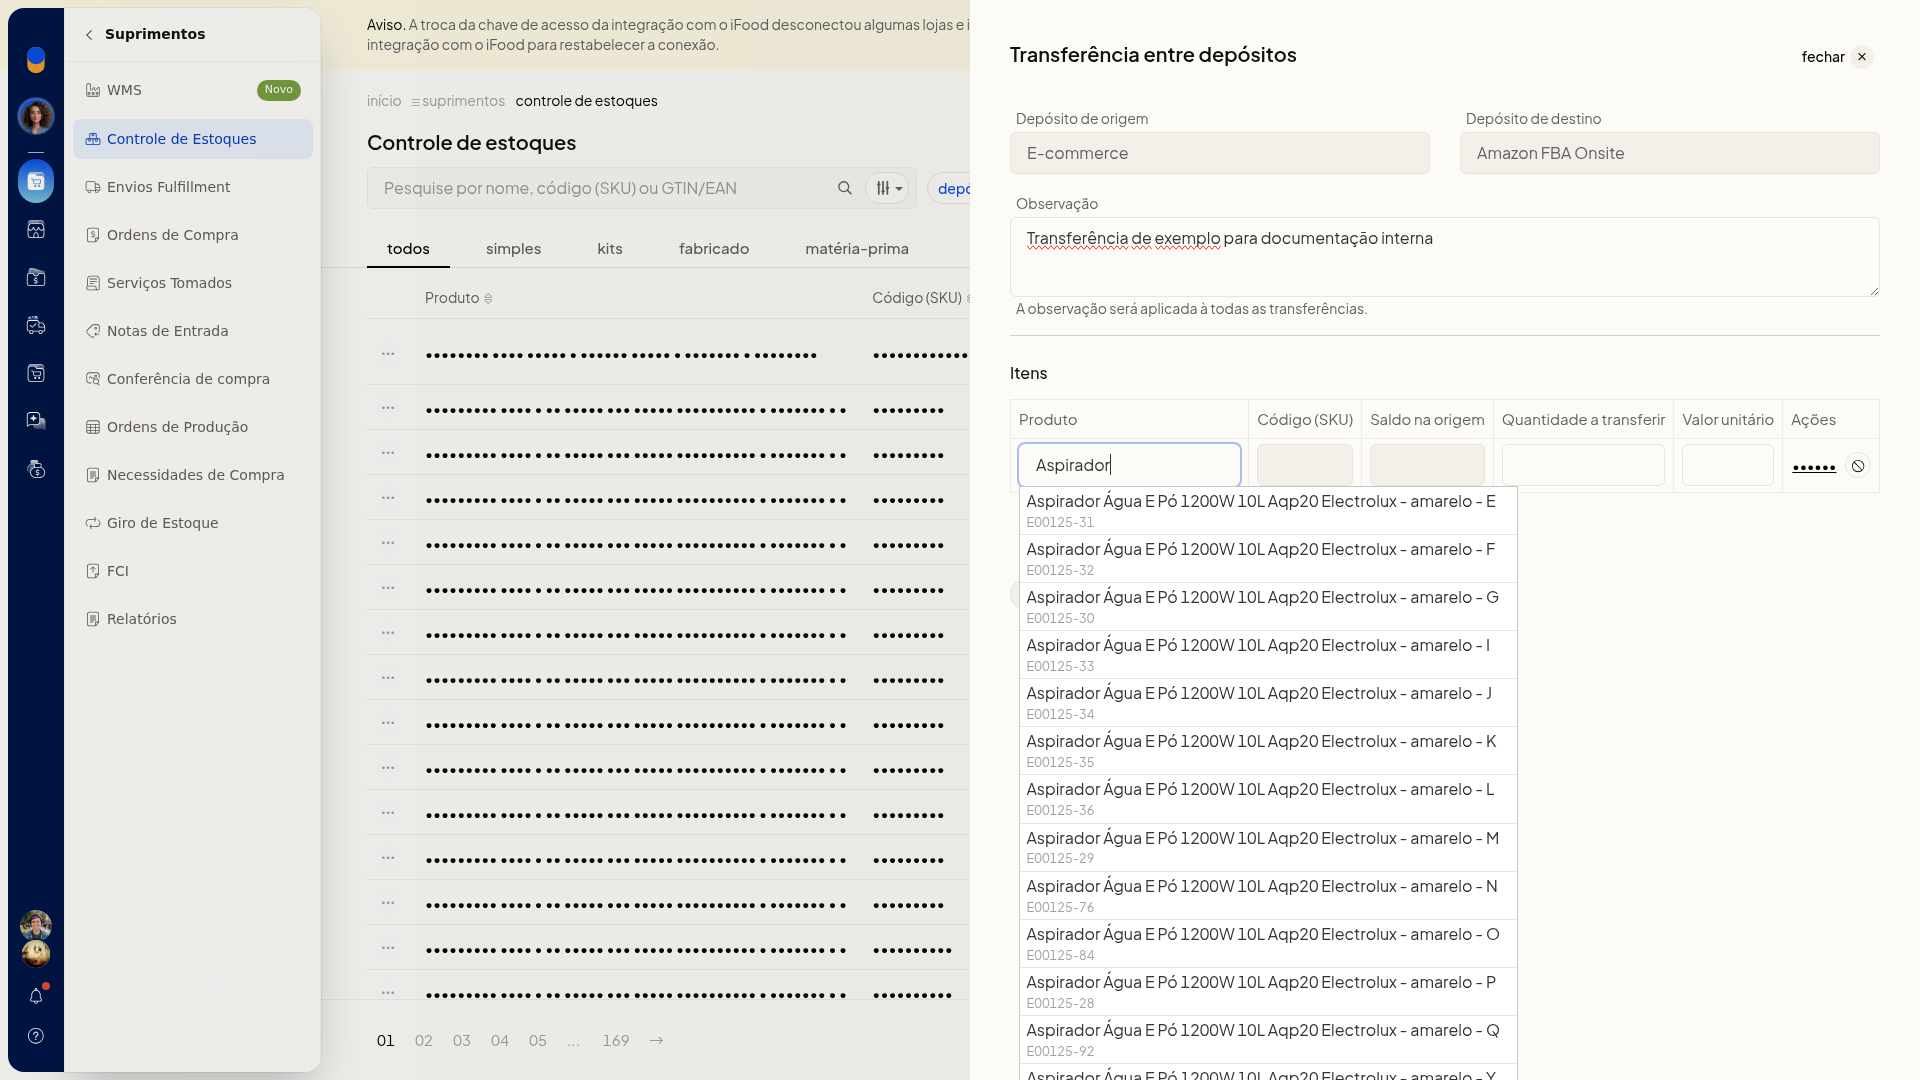 Suprimentos
WMS
Novo
Controle de Estoques
Envios Fulfillment
Ordens de Compra
Serviços Tomados
Notas de Entrada
Conferência de compra
Ordens de Produção
Necessidades de Compra
Giro de Estoque
FCI
Relatórios
Aviso. A troca da chave de acesso da integração com o iFood desconectou algumas lojas e i
integração com o iFood para restabelecer a conexão.
início suprimentos controle de estoques
Controle de estoques
Pesquise por nome, código (SKU) ou GTIN/EAN
depó
todos simples kits fabricado matéria-prima
Produto Código (SKU)
01 02 03 04 05 ... 169 →
Transferência entre depósitos
fechar ×
Depósito de origem Depósito de destino
E-commerce Amazon FBA Onsite
Observação
Transferência de exemplo para documentação interna
A observação será aplicada à todas as transferências.
Itens
Produto Código (SKU) Saldo na origem Quantidade a transferir Valor unitário Ações
Aspirador
Aspirador Água E Pó 1200W 10L Aqp20 Electrolux - amarelo - E
E00125-31
Aspirador Água E Pó 1200W 10L Aqp20 Electrolux - amarelo - F
E00125-32
Aspirador Água E Pó 1200W 10L Aqp20 Electrolux - amarelo - G
E00125-30
Aspirador Água E Pó 1200W 10L Aqp20 Electrolux - amarelo - I
E00125-33
Aspirador Água E Pó 1200W 10L Aqp20 Electrolux - amarelo - J
E00125-34
Aspirador Água E Pó 1200W 10L Aqp20 Electrolux - amarelo - K
E00125-35
Aspirador Água E Pó 1200W 10L Aqp20 Electrolux - amarelo - L
E00125-36
Aspirador Água E Pó 1200W 10L Aqp20 Electrolux - amarelo - M
E00125-29
Aspirador Água E Pó 1200W 10L Aqp20 Electrolux - amarelo - N
E00125-76
Aspirador Água E Pó 1200W 10L Aqp20 Electrolux - amarelo - O
E00125-84
Aspirador Água E Pó 1200W 10L Aqp20 Electrolux - amarelo - P
E00125-28
Aspirador Água E Pó 1200W 10L Aqp20 Electrolux - amarelo - Q
E00125-92
Aspirador Água E Pó 1200W 10L Aqp20 Electrolux - amarelo - Y